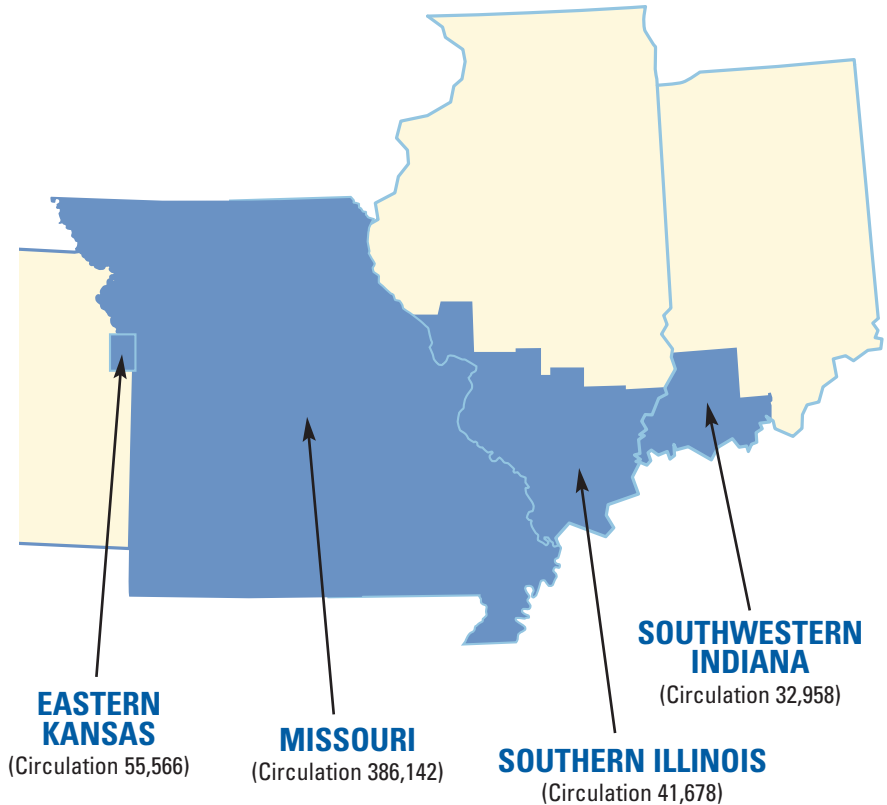 EASTERN
KANSAS
(Circulation 55,566)
MISSOURI
(Circulation 386,142)
SOUTHERN ILLINOIS
(Circulation 41,678)
SOUTHWESTERN
INDIANA
(Circulation 32,958)